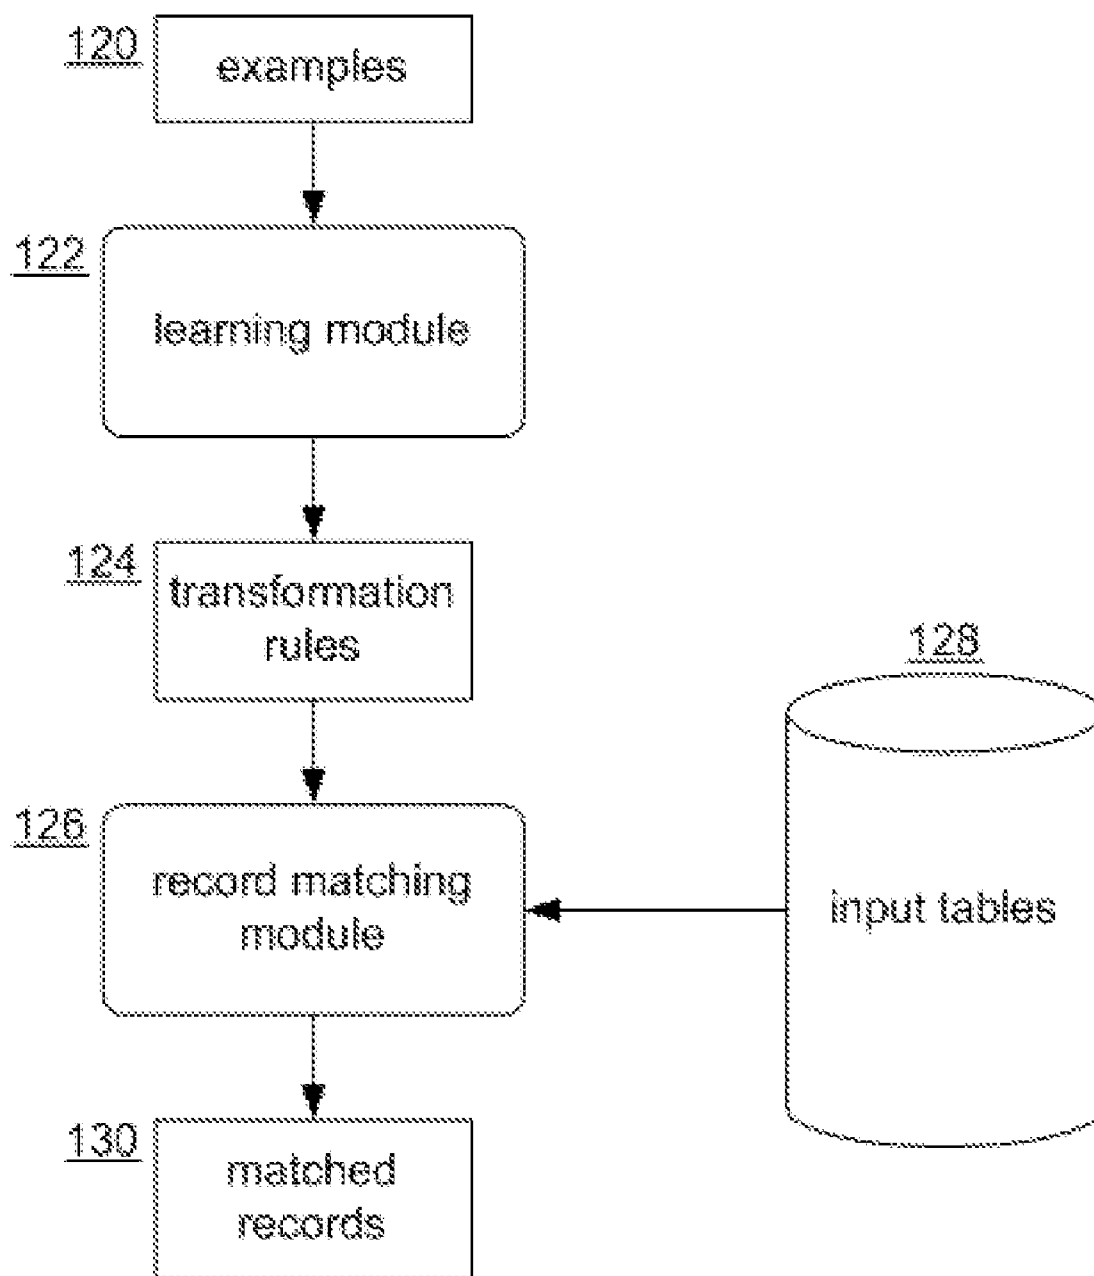 120
examples
122
learning module
124
transformation
rules
128
126
record matching
module
input tables
130
matched
records